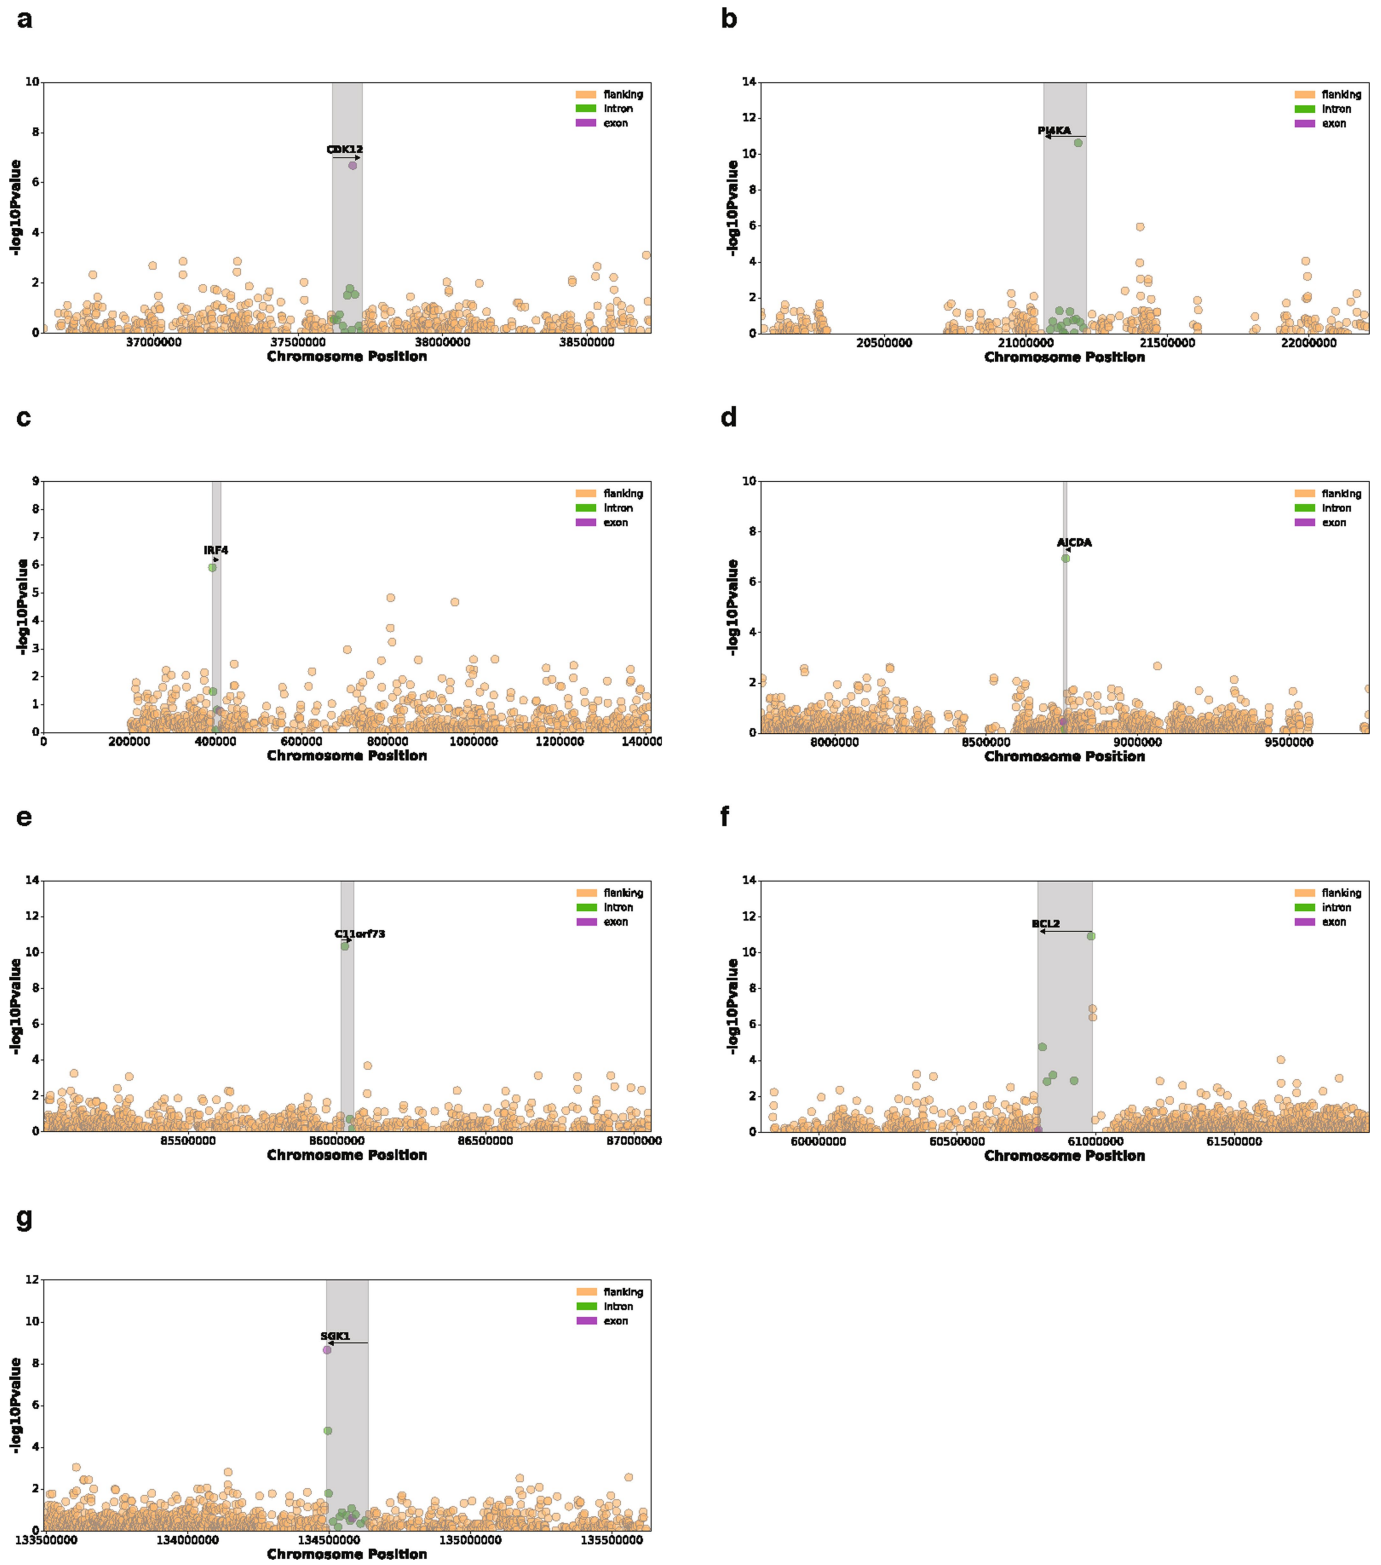 a
10
8
6
4
2
0
-log10Pvalue
flanking
intron
exon
CDK12
37000000
37500000
38000000
38500000
Chromosome Position
b
14
12
10
8
6
4
2
0
-log10Pvalue
flanking
intron
exon
PI4KA
20500000
21000000
21500000
22000000
Chromosome Position
c
9
8
7
6
5
4
3
2
1
0
-log10Pvalue
flanking
intron
exon
IRF4
0
200000
400000
600000
800000
1000000
1200000
140000
Chromosome Position
d
10
8
6
4
2
0
-log10Pvalue
flanking
intron
exon
AICDA
8000000
8500000
9000000
9500000
Chromosome Position
e
14
12
10
8
6
4
2
0
-log10Pvalue
flanking
intron
exon
C11orf73
85500000
86000000
86500000
87000000
Chromosome Position
f
14
12
10
8
6
4
2
0
-log10Pvalue
flanking
intron
exon
BCL2
60000000
60500000
61000000
61500000
Chromosome Position
g
12
10
8
6
4
2
0
-log10Pvalue
flanking
intron
exon
SGK1
133500000
134000000
134500000
135000000
135500000
Chromosome Position